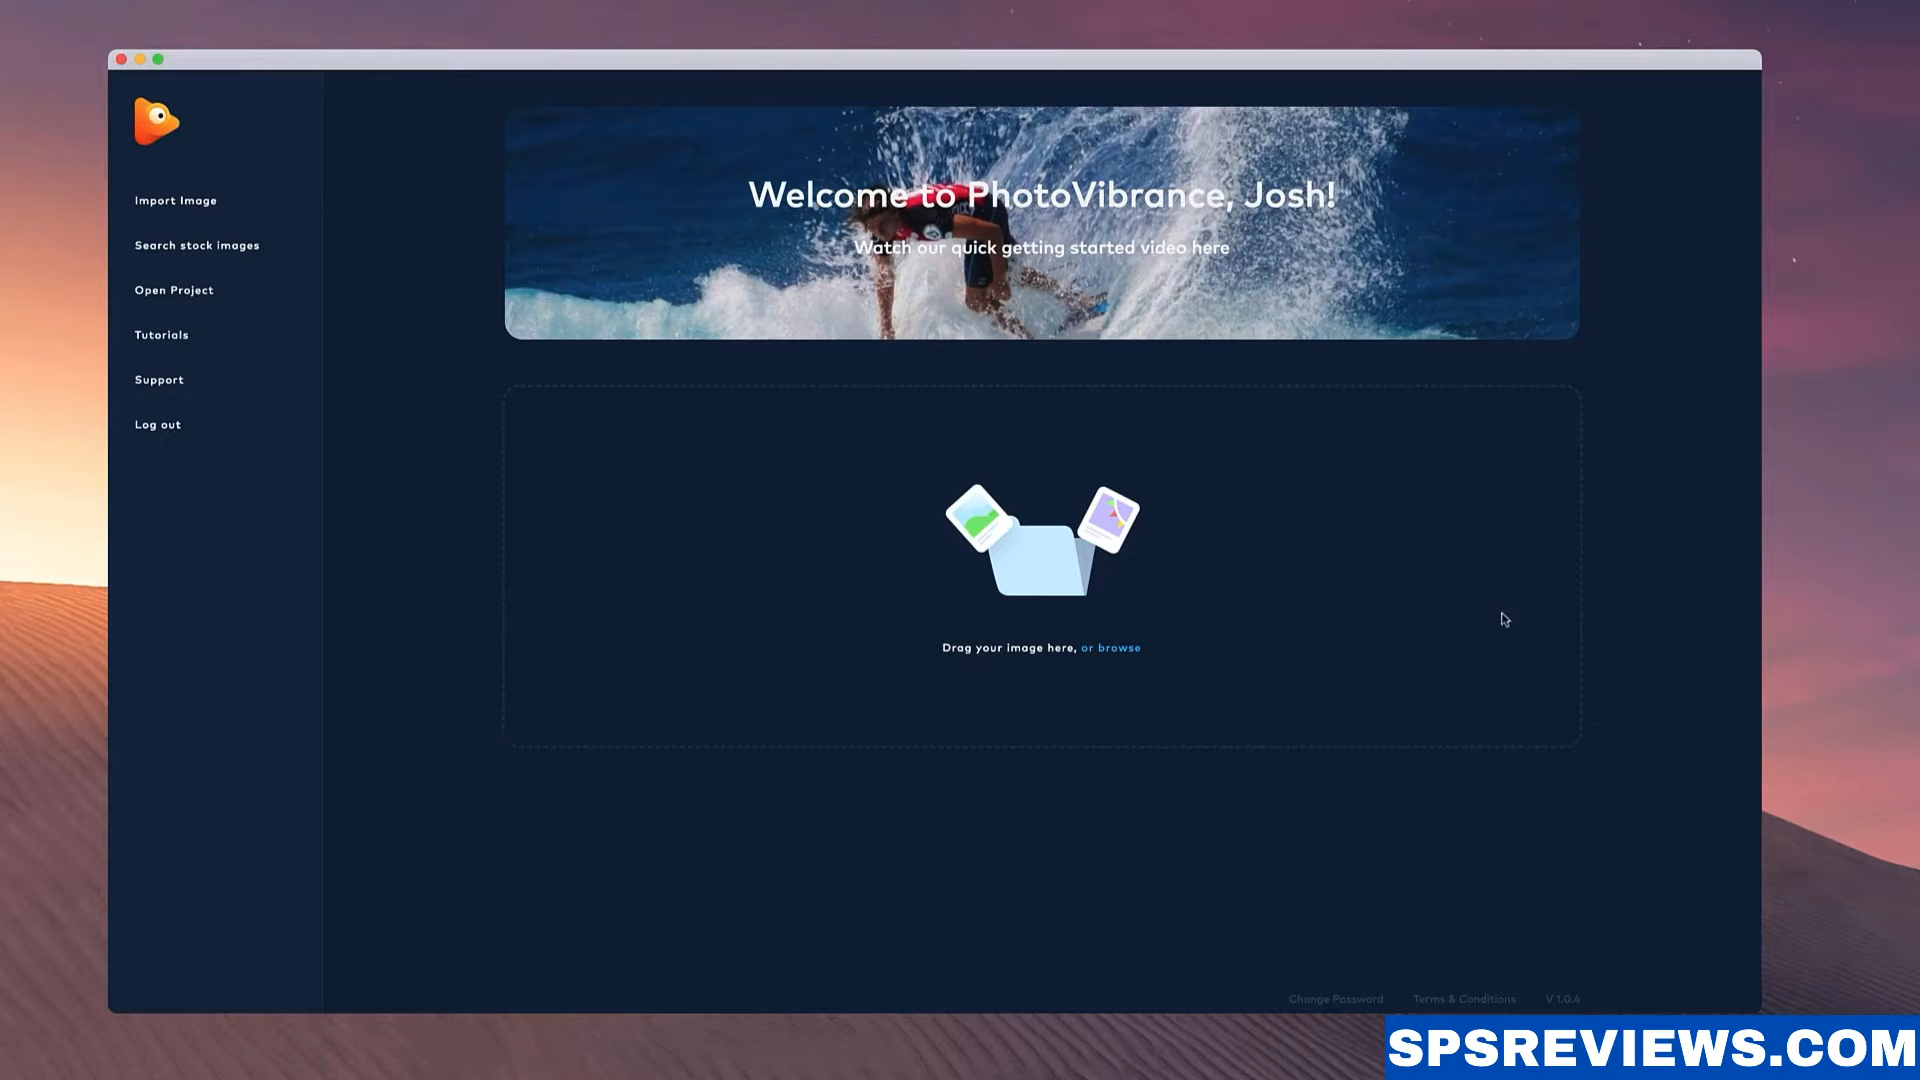 Import Image
Search stock images
Open Project
Tutorials
Support
Log out
Welcome to PhotoVibrance, Josh!
Watch our quick getting started video here
Drag your image here, or browse
Change Password
Terms & Conditions
V 1.0.4
SPSREVIEWS.COM